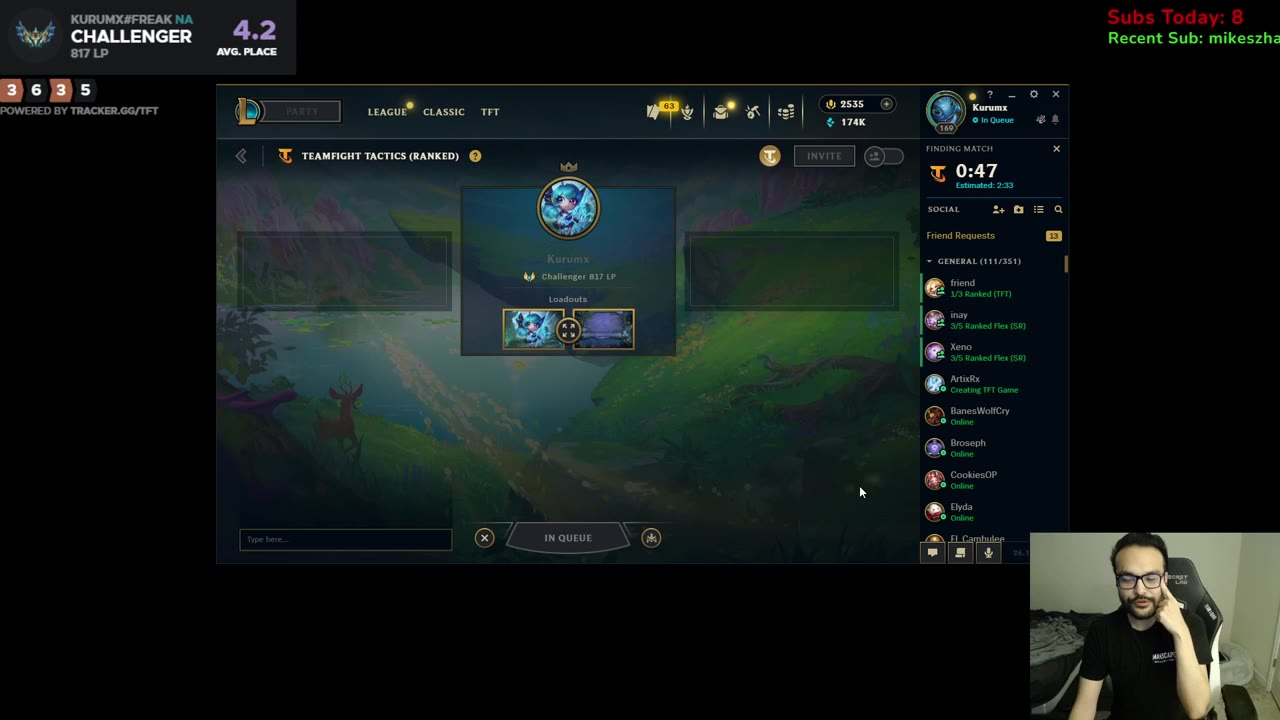 KURUMX#FREAK NA
CHALLENGER
817 LP
4.2
AVG. PLACE
3 6 3 5
POWERED BY TRACKER.GG/TFT
Subs Today: 8
Recent Sub: mikeszha
PARTY
LEAGUE
CLASSIC
TFT
63
2535
174K
169
Kurumx
In Queue
TEAMFIGHT TACTICS (RANKED)
INVITE
FINDING MATCH
0:47
Estimated: 2:33
SOCIAL
Friend Requests
13
GENERAL (111/351)
friend
1/3 Ranked (TFT)
inay
3/5 Ranked Flex (SR)
Xeno
3/5 Ranked Flex (SR)
ArtixRx
Creating TFT Game
BanesWolfCry
Online
Broseph
Online
CookiesOP
Online
Elyda
Online
Kurumx
Challenger 817 LP
Loadouts
Type here...
IN QUEUE
26.1